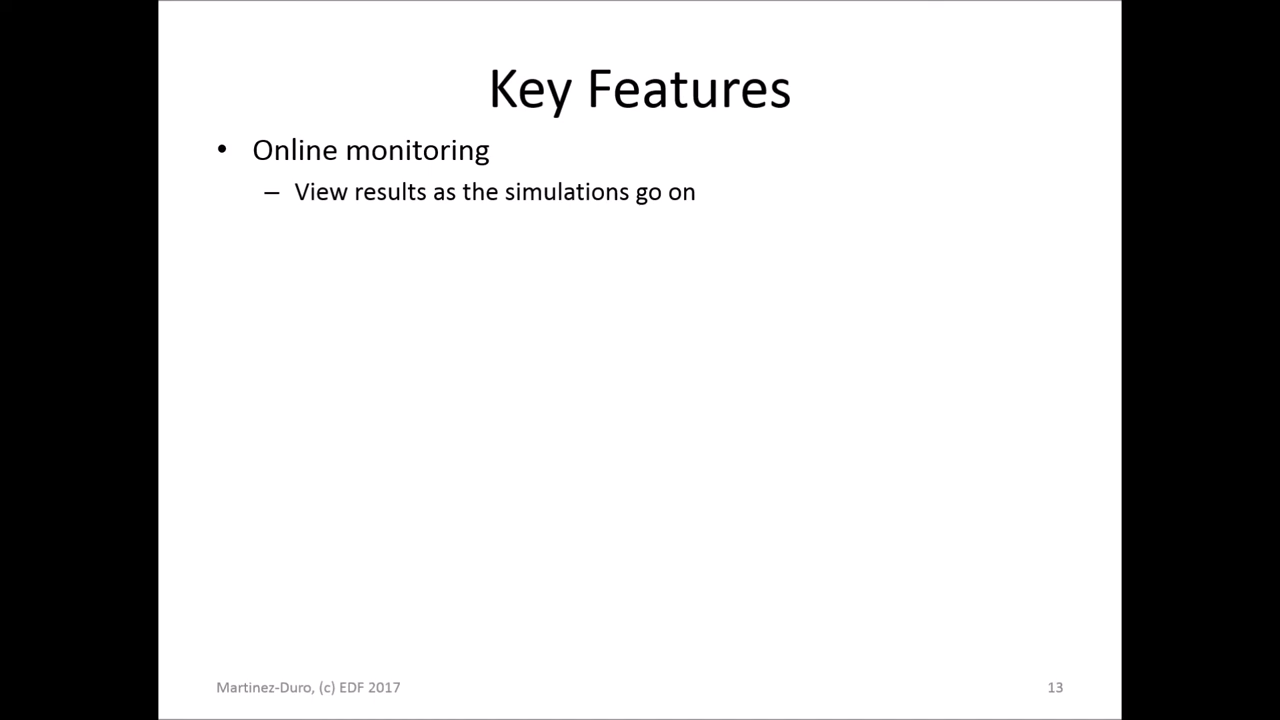 Key Features
• Online monitoring
– View results as the simulations go on
Martinez-Duro, (c) EDF 2017
13